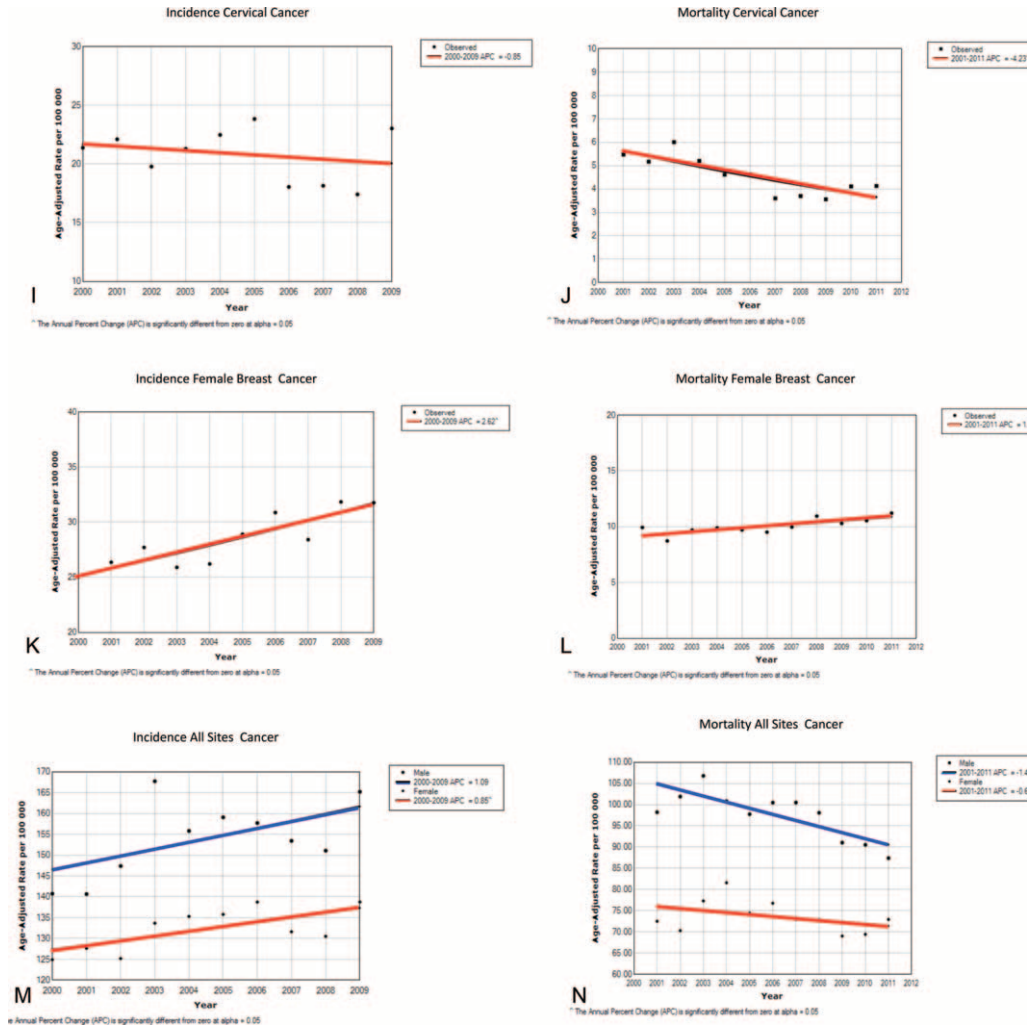 Incidence Cervical Cancer
Age-Adjusted Rate per 100 000
30
25
20
15
10
2000 2001 2002 2003 2004 2005 2006 2007 2008 2009
Year
Observed
2000-2009 APC = -0.85
I
^ The Annual Percent Change (APC) is significantly different from zero at alpha = 0.05
Mortality Cervical Cancer
Age-Adjusted Rate per 100 000
10
9
8
7
6
5
4
3
2
1
0
2000 2001 2002 2003 2004 2005 2006 2007 2008 2009 2010 2011 2012
Year
Observed
2001-2011 APC = -4.23
J
^ The Annual Percent Change (APC) is significantly different from zero at alpha = 0.05
Incidence Female Breast Cancer
Age-Adjusted Rate per 100 000
40
35
30
25
20
2000 2001 2002 2003 2004 2005 2006 2007 2008 2009
Year
Observed
2000-2009 APC = 2.62^
K
^ The Annual Percent Change (APC) is significantly different from zero at alpha = 0.05
Mortality Female Breast Cancer
Age-Adjusted Rate per 100 000
20
15
10
5
0
2000 2001 2002 2003 2004 2005 2006 2007 2008 2009 2010 2011 2012
Year
Observed
2001-2011 APC = 1.
L
^ The Annual Percent Change (APC) is significantly different from zero at alpha = 0.05
Incidence All Sites Cancer
Age-Adjusted Rate per 100 000
170
165
160
155
150
145
140
135
130
125
120
2000 2001 2002 2003 2004 2005 2006 2007 2008 2009
Year
Male
2000-2009 APC = 1.09
Female
2000-2009 APC = 0.85^
M
e Annual Percent Change (APC) is significantly different from zero at alpha = 0.05
Mortality All Sites Cancer
Age-Adjusted Rate per 100 000
110.00
105.00
100.00
95.00
90.00
85.00
80.00
75.00
70.00
65.00
60.00
2000 2001 2002 2003 2004 2005 2006 2007 2008 2009 2010 2011 2012
Year
Male
2001-2011 APC = -1.4
Female
2001-2011 APC = -0.6
N
^ The Annual Percent Change (APC) is significantly different from zero at alpha = 0.05